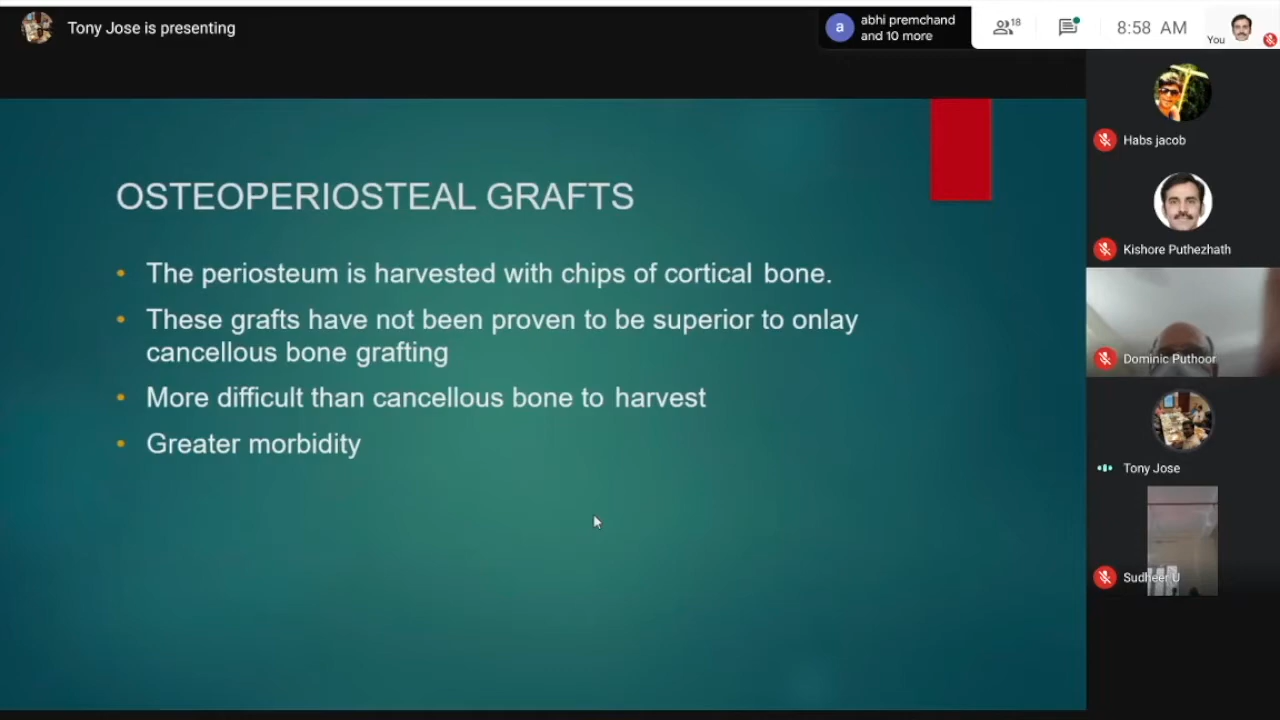 Tony Jose is presenting
a
abhi premchand
and 10 more
18
8:58 AM
You
OSTEOPERIOSTEAL GRAFTS
• The periosteum is harvested with chips of cortical bone.
• These grafts have not been proven to be superior to onlay
cancellous bone grafting
• More difficult than cancellous bone to harvest
• Greater morbidity
Habs jacob
Kishore Puthezhath
Dominic Puthoor
Tony Jose
Sudheer U